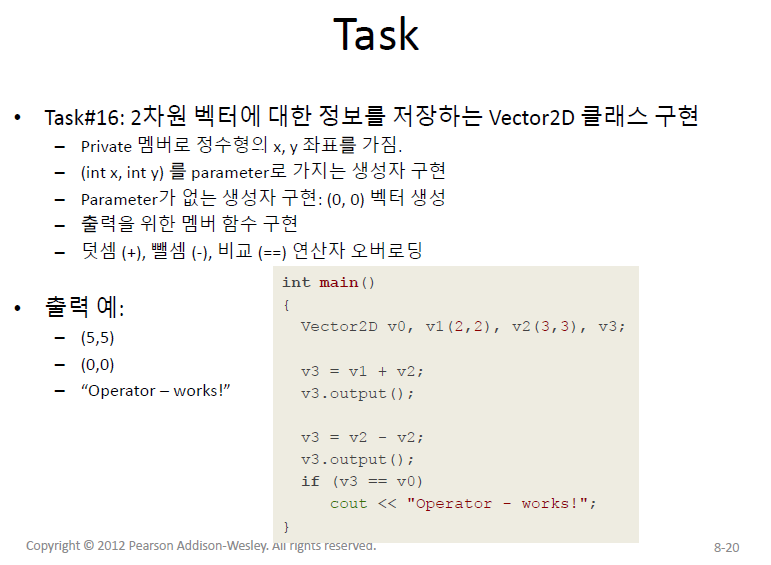 Task
• Task#16: 2차원 벡터에 대한 정보를 저장하는 Vector2D 클래스 구현
– Private 멤버로 정수형의 x, y 좌표를 가짐.
– (int x, int y) 를 parameter로 가지는 생성자 구현
– Parameter가 없는 생성자 구현: (0, 0) 벡터 생성
– 출력을 위한 멤버 함수 구현
– 덧셈 (+), 뺄셈 (-), 비교 (==) 연산자 오버로딩
• 출력 예:
– (5,5)
– (0,0)
– “Operator – works!”
int main()
{
Vector2D v0, v1(2,2), v2(3,3), v3;
v3 = v1 + v2;
v3.output();
v3 = v2 - v2;
v3.output();
if (v3 == v0)
cout << "Operator - works!";
}
Copyright © 2012 Pearson Addison-Wesley. All rights reserved.
8-20